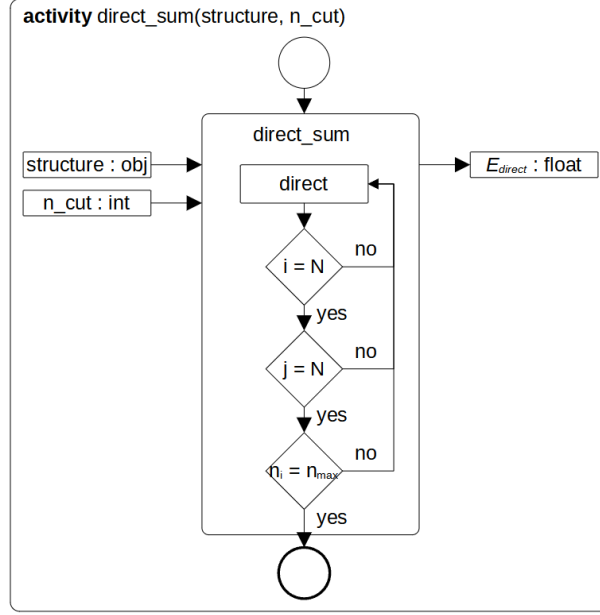 activity direct_sum(structure, n_cut)
direct_sum
structure : obj
n_cut : int
E_direct : float
direct
i = N
no
yes
j = N
no
yes
n_i = n_max
no
yes